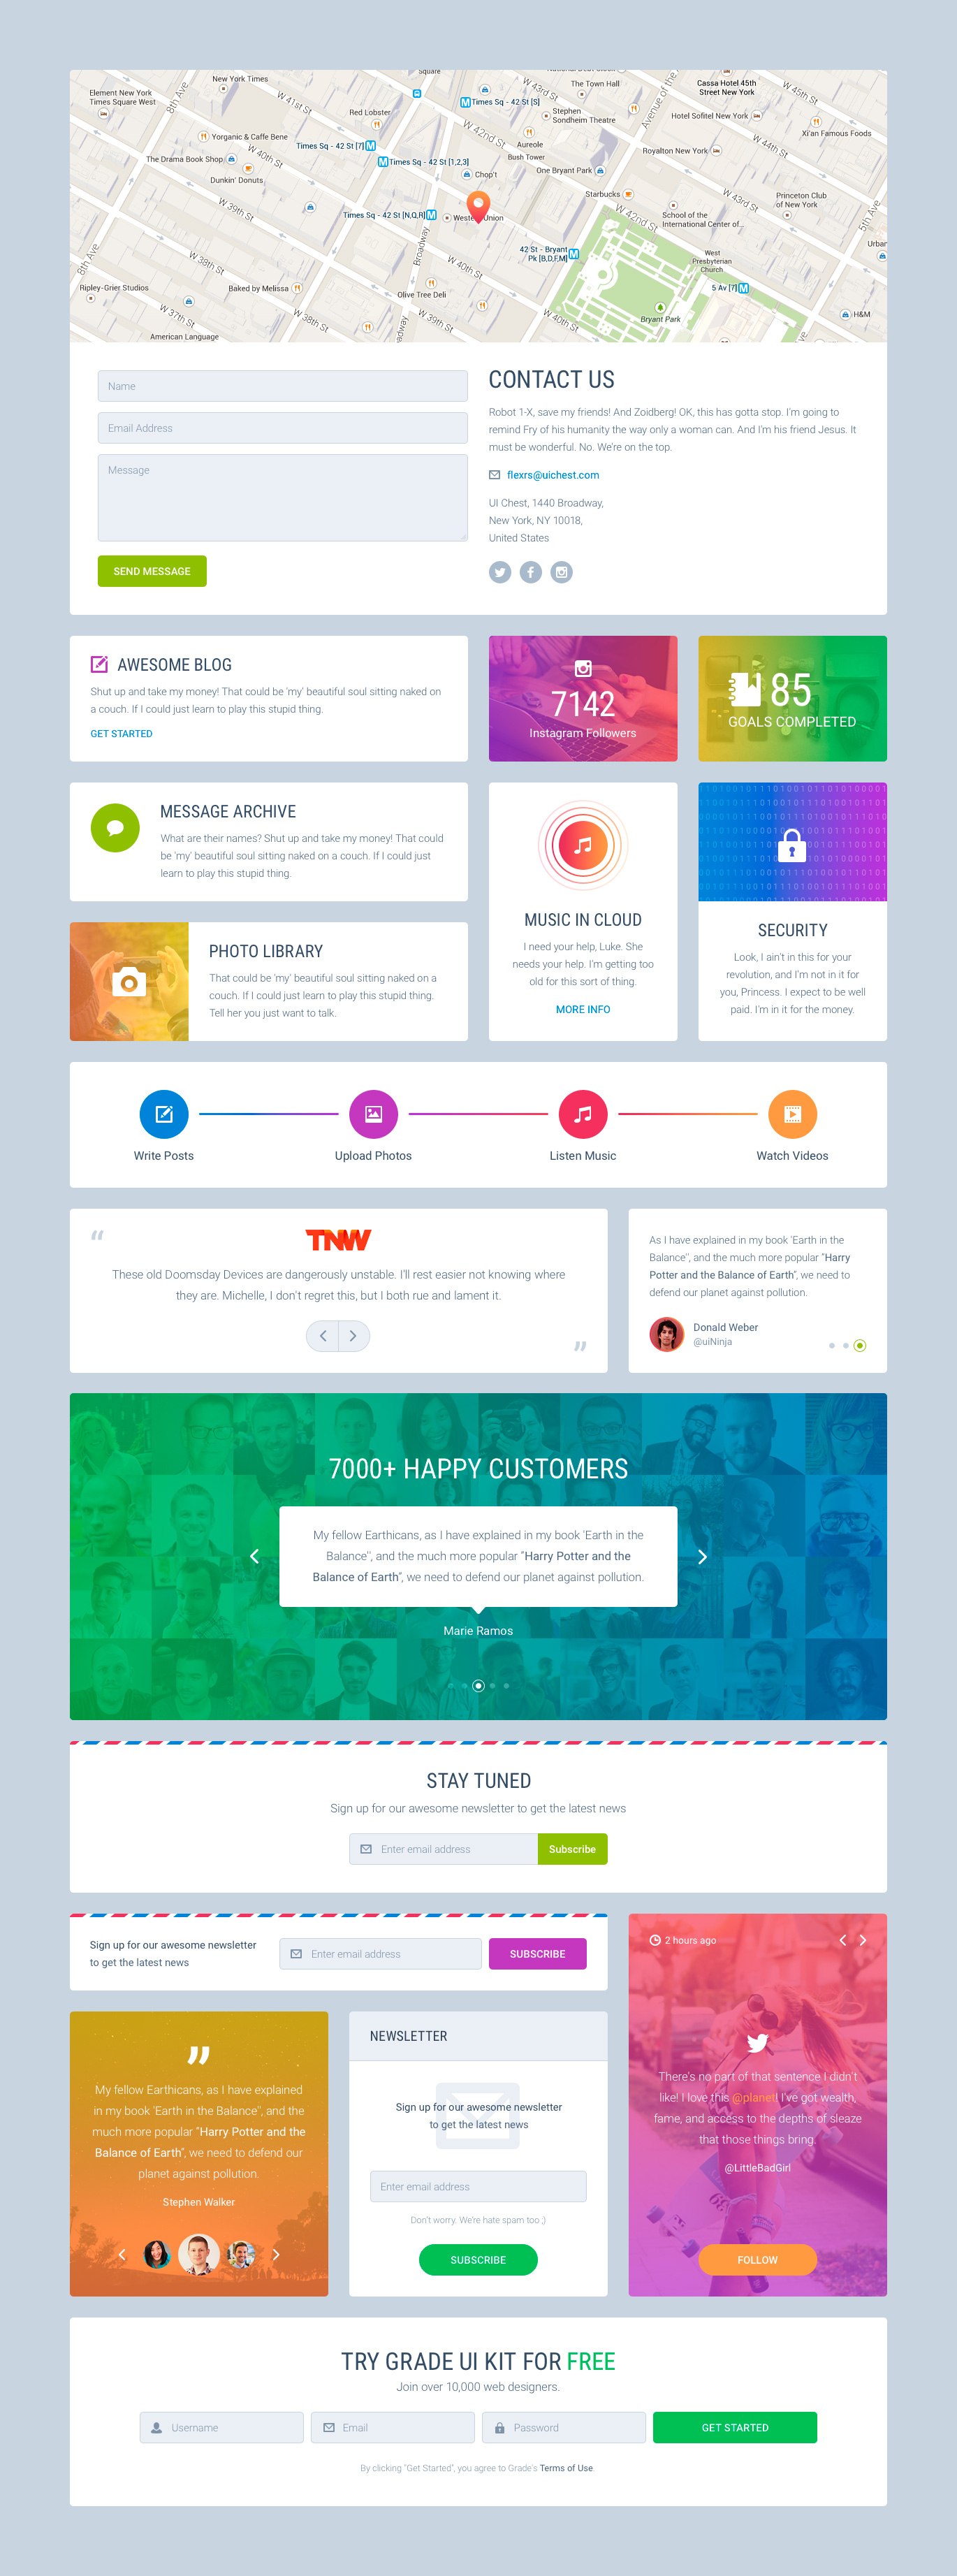 Square
New York Times
Element New York
Times Square West
8th Ave
W 41st St
Red Lobster
Times Sq - 42 St [S]
The Town Hall
Stephen
Sondheim Theatre
Avenue of the
Cassa Hotel 45th
Street New York
W 45th St
Hotel Sofitel New York
Xi'an Famous Foods
Yorganic & Caffe Bene
Times Sq - 42 St [7]
W 42nd St
Aureole
Bush Tower
Royalton New York
W 44th St
The Drama Book Shop
W 40th St
Times Sq - 42 St [1,2,3]
Chop't
One Bryant Park
Dunkin' Donuts
Starbucks
W 43rd St
Princeton Club
of New York
W 39th St
Times Sq - 42 St [N,Q,R]
Western Union
W 42nd St
School of the
International Center of...
5th Ave
Broadway
42 St - Bryant
Pk [B,D,F,M]
West
Presbyterian
Church
Urban
8th Ave
W 38th St
W 40th St
Ripley-Grier Studios
Baked by Melissa
Olive Tree Deli
5 Av [7]
W 37th St
W 38th St
W 39th St
W 40th St
Bryant Park
H&M
American Language
Name
Email Address
Message
SEND MESSAGE
CONTACT US
Robot 1-X, save my friends! And Zoidberg! OK, this has gotta stop. I'm going to
remind Fry of his humanity the way only a woman can. And I'm his friend Jesus. It
must be wonderful. No. We're on the top.
flexrs@uichest.com
UI Chest, 1440 Broadway,
New York, NY 10018,
United States
AWESOME BLOG
Shut up and take my money! That could be 'my' beautiful soul sitting naked on
a couch. If I could just learn to play this stupid thing.
GET STARTED
7142
Instagram Followers
85
GOALS COMPLETED
MESSAGE ARCHIVE
What are their names? Shut up and take my money! That could
be 'my' beautiful soul sitting naked on a couch. If I could just
learn to play this stupid thing.
PHOTO LIBRARY
That could be 'my' beautiful soul sitting naked on a
couch. If I could just learn to play this stupid thing.
Tell her you just want to talk.
MUSIC IN CLOUD
I need your help, Luke. She
needs your help. I'm getting too
old for this sort of thing.
MORE INFO
SECURITY
Look, I ain't in this for your
revolution, and I'm not in it for
you, Princess. I expect to be well
paid. I'm in it for the money.
Write Posts
Upload Photos
Listen Music
Watch Videos
“
TNW
These old Doomsday Devices are dangerously unstable. I'll rest easier not knowing where
they are. Michelle, I don't regret this, but I both rue and lament it.
”
As I have explained in my book 'Earth in the
Balance'', and the much more popular ''Harry
Potter and the Balance of Earth'', we need to
defend our planet against pollution.
Donald Weber
@uiNinja
7000+ HAPPY CUSTOMERS
My fellow Earthicans, as I have explained in my book 'Earth in the
Balance'', and the much more popular ''Harry Potter and the
Balance of Earth'', we need to defend our planet against pollution.
Marie Ramos
STAY TUNED
Sign up for our awesome newsletter to get the latest news
Enter email address
Subscribe
Sign up for our awesome newsletter
to get the latest news
Enter email address
SUBSCRIBE
2 hours ago
There's no part of that sentence I didn't
like! I love this @planet! I've got wealth,
fame, and access to the depths of sleaze
that those things bring.
@LittleBadGirl
FOLLOW
”
My fellow Earthicans, as I have explained
in my book 'Earth in the Balance'', and the
much more popular ''Harry Potter and the
Balance of Earth'', we need to defend our
planet against pollution.
Stephen Walker
NEWSLETTER
Sign up for our awesome newsletter
to get the latest news
Enter email address
Don't worry. We're hate spam too ;)
SUBSCRIBE
TRY GRADE UI KIT FOR FREE
Join over 10,000 web designers.
Username
Email
Password
GET STARTED
By clicking "Get Started", you agree to Grade's Terms of Use.